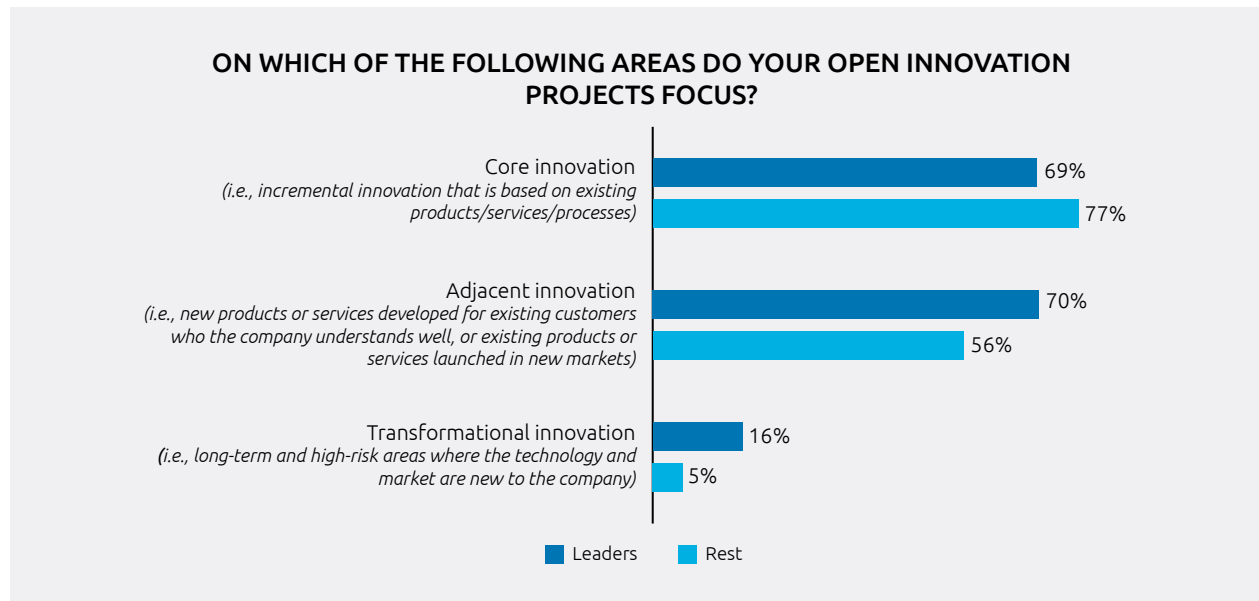 ON WHICH OF THE FOLLOWING AREAS DO YOUR OPEN INNOVATION
PROJECTS FOCUS?
Core innovation
(i.e., incremental innovation that is based on existing
products/services/processes)
69%
77%
Adjacent innovation
(i.e., new products or services developed for existing customers
who the company understands well, or existing products or
services launched in new markets)
70%
56%
Transformational innovation
(i.e., long-term and high-risk areas where the technology and
market are new to the company)
16%
5%
Leaders
Rest